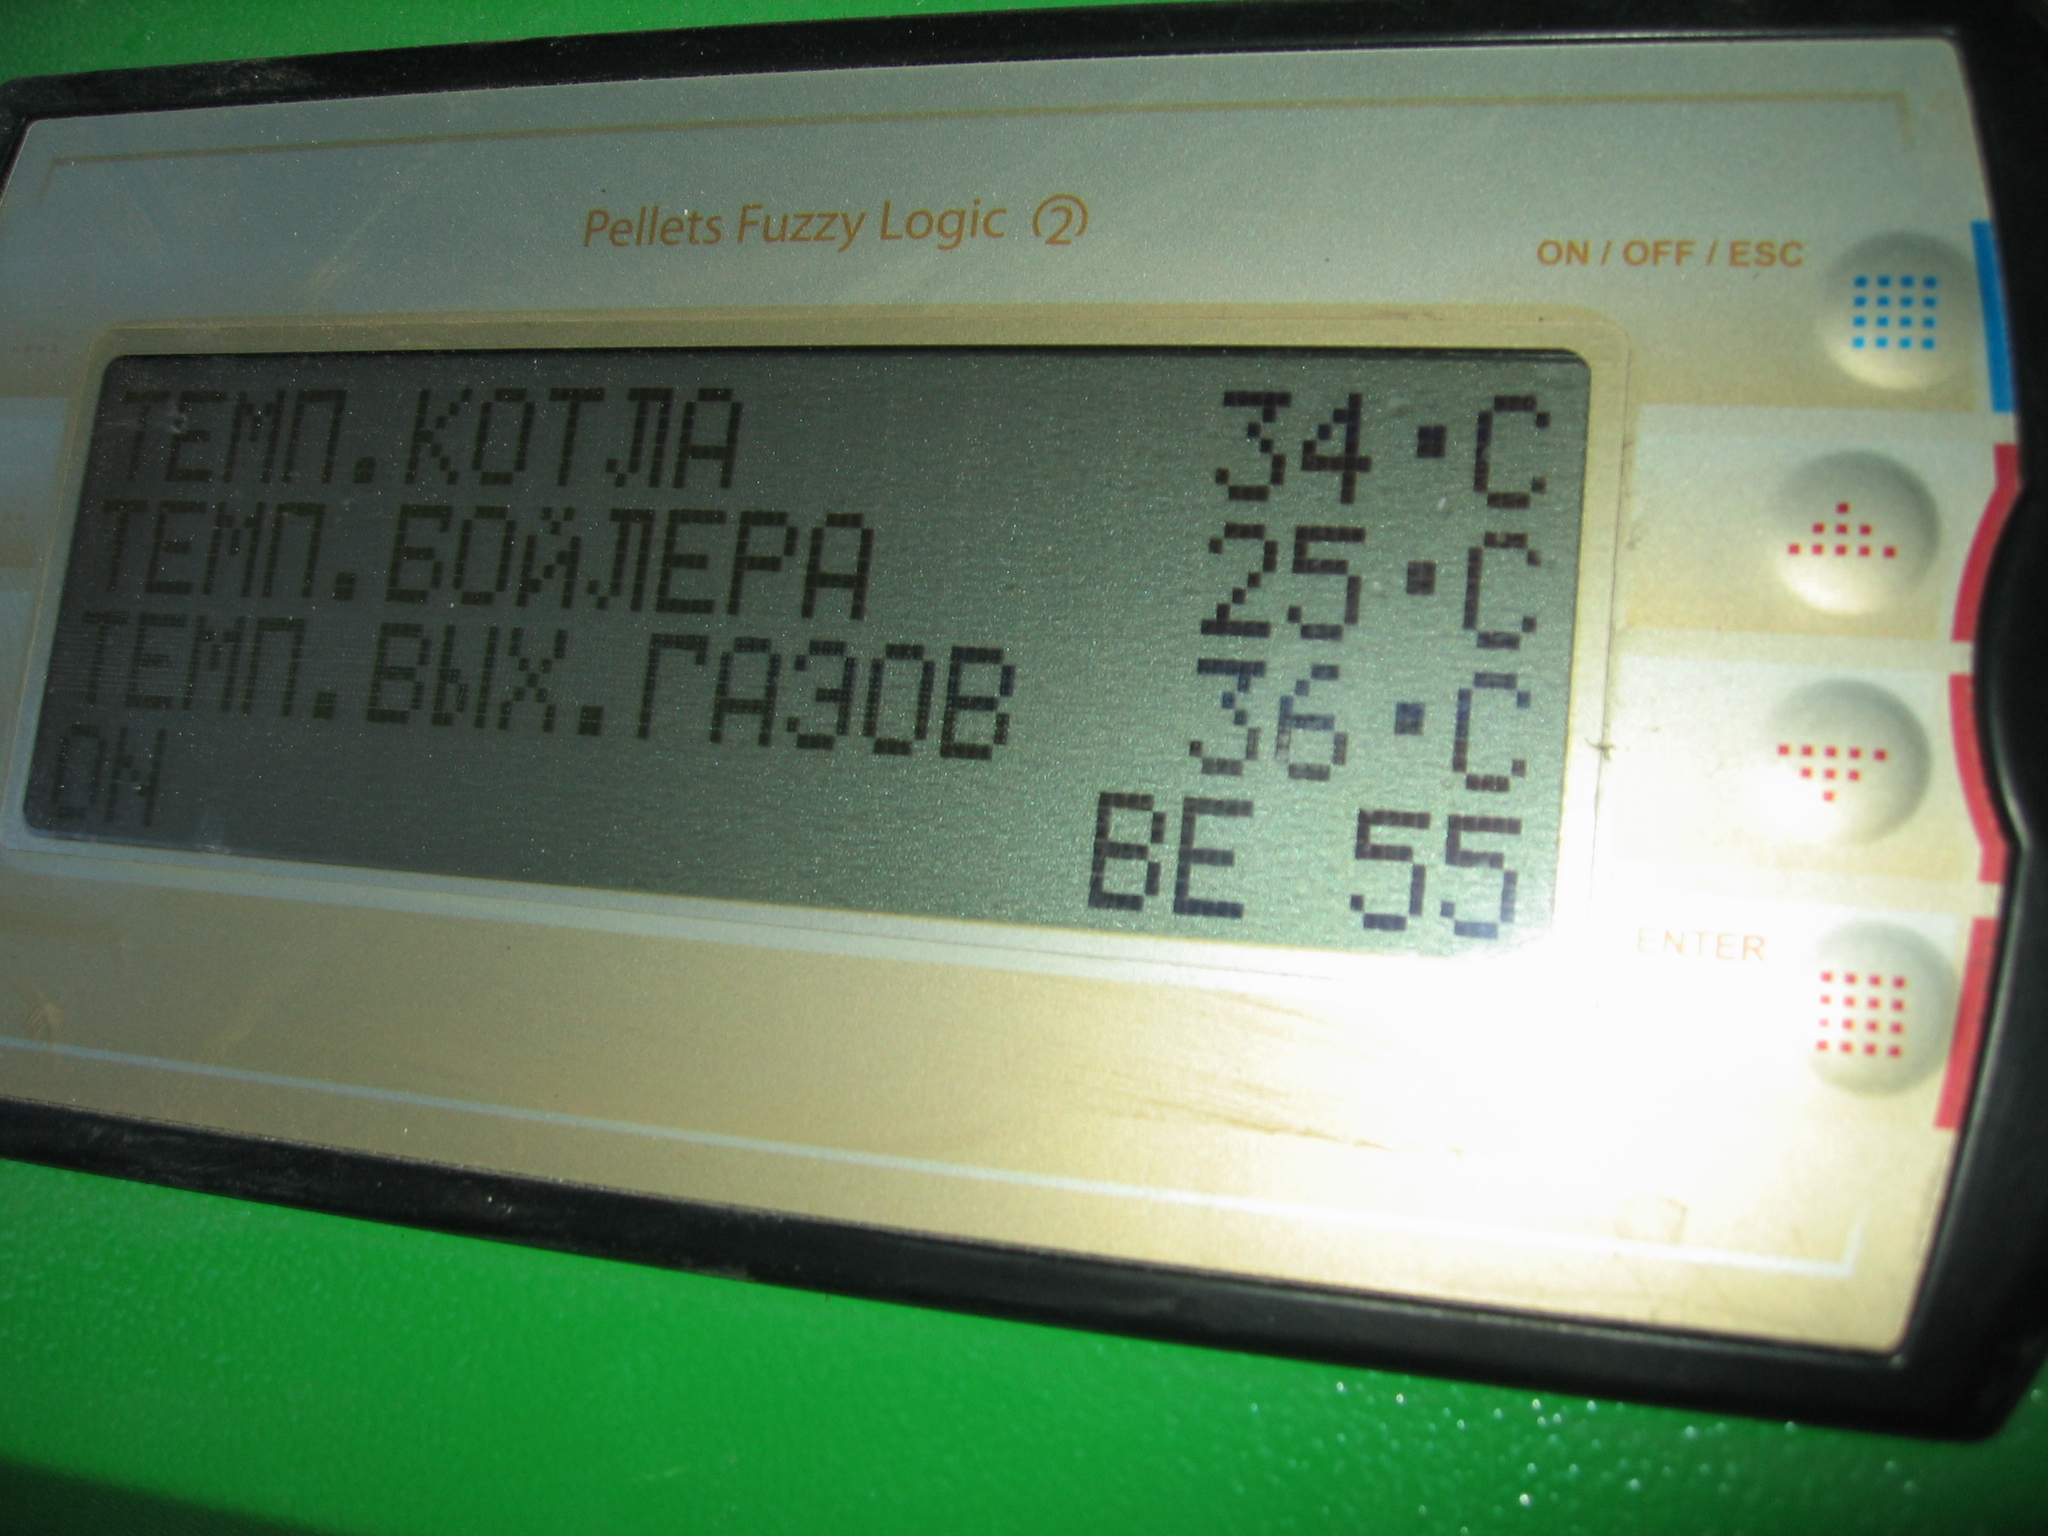 Pellets Fuzzy Logic 2
ON / OFF / ESC
ТЕМП.КОТЛА 34°C
ТЕМП.БОЙЛЕРА 25°C
ТЕМП.ВЫХ.ГАЗОВ 36°C
ON BE 55
ENTER